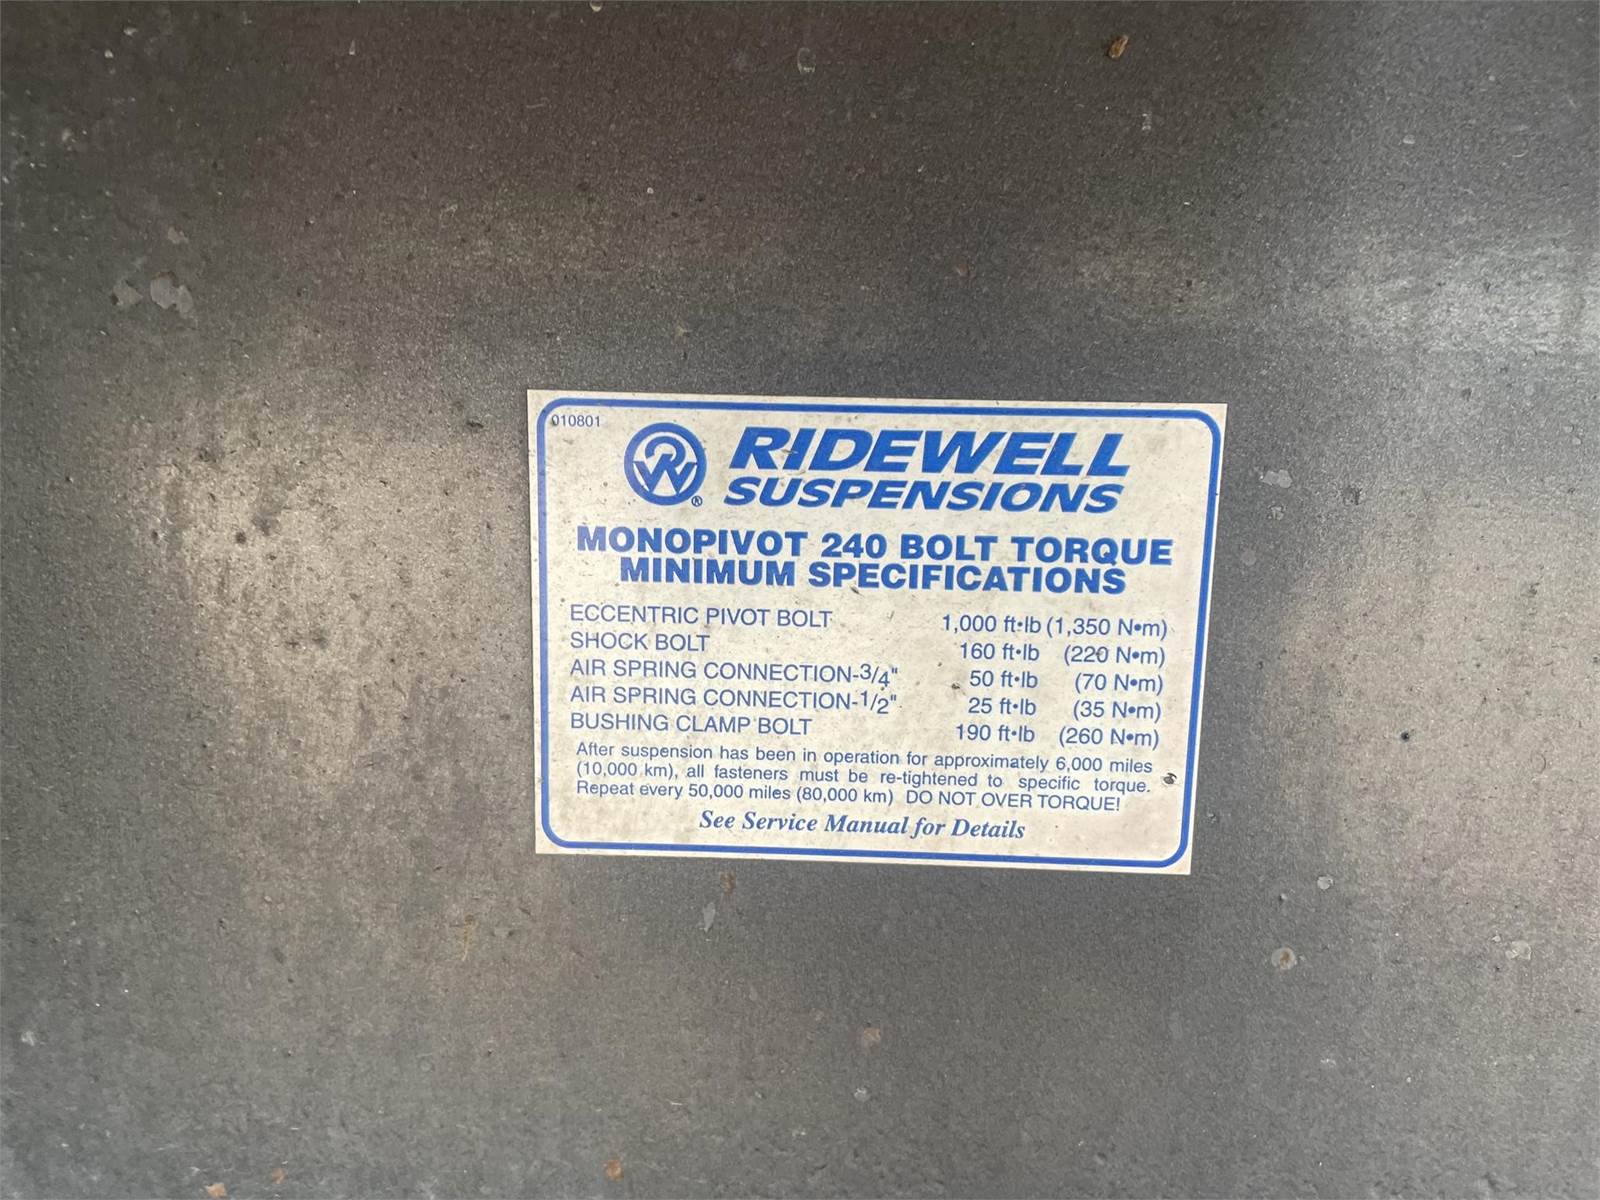 010801
RIDEWELL
SUSPENSIONS
®
MONOPIVOT 240 BOLT TORQUE
MINIMUM SPECIFICATIONS
ECCENTRIC PIVOT BOLT 1,000 ft•lb (1,350 N•m)
SHOCK BOLT 160 ft•lb (220 N•m)
AIR SPRING CONNECTION-3/4" 50 ft•lb (70 N•m)
AIR SPRING CONNECTION-1/2" 25 ft•lb (35 N•m)
BUSHING CLAMP BOLT 190 ft•lb (260 N•m)
After suspension has been in operation for approximately 6,000 miles
(10,000 km), all fasteners must be re-tightened to specific torque.
Repeat every 50,000 miles (80,000 km) DO NOT OVER TORQUE!
See Service Manual for Details